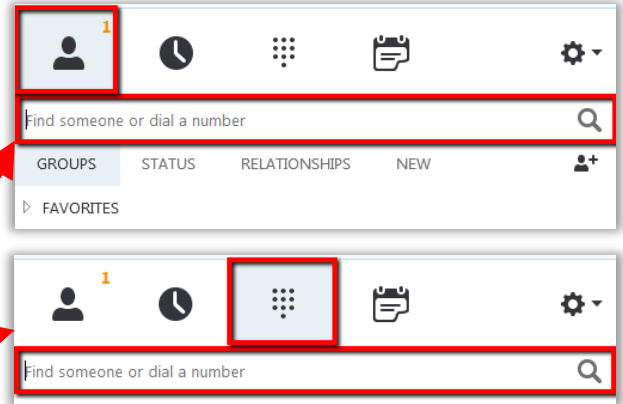 1
Find someone or dial a number
GROUPS STATUS RELATIONSHIPS NEW
FAVORITES
1
Find someone or dial a number